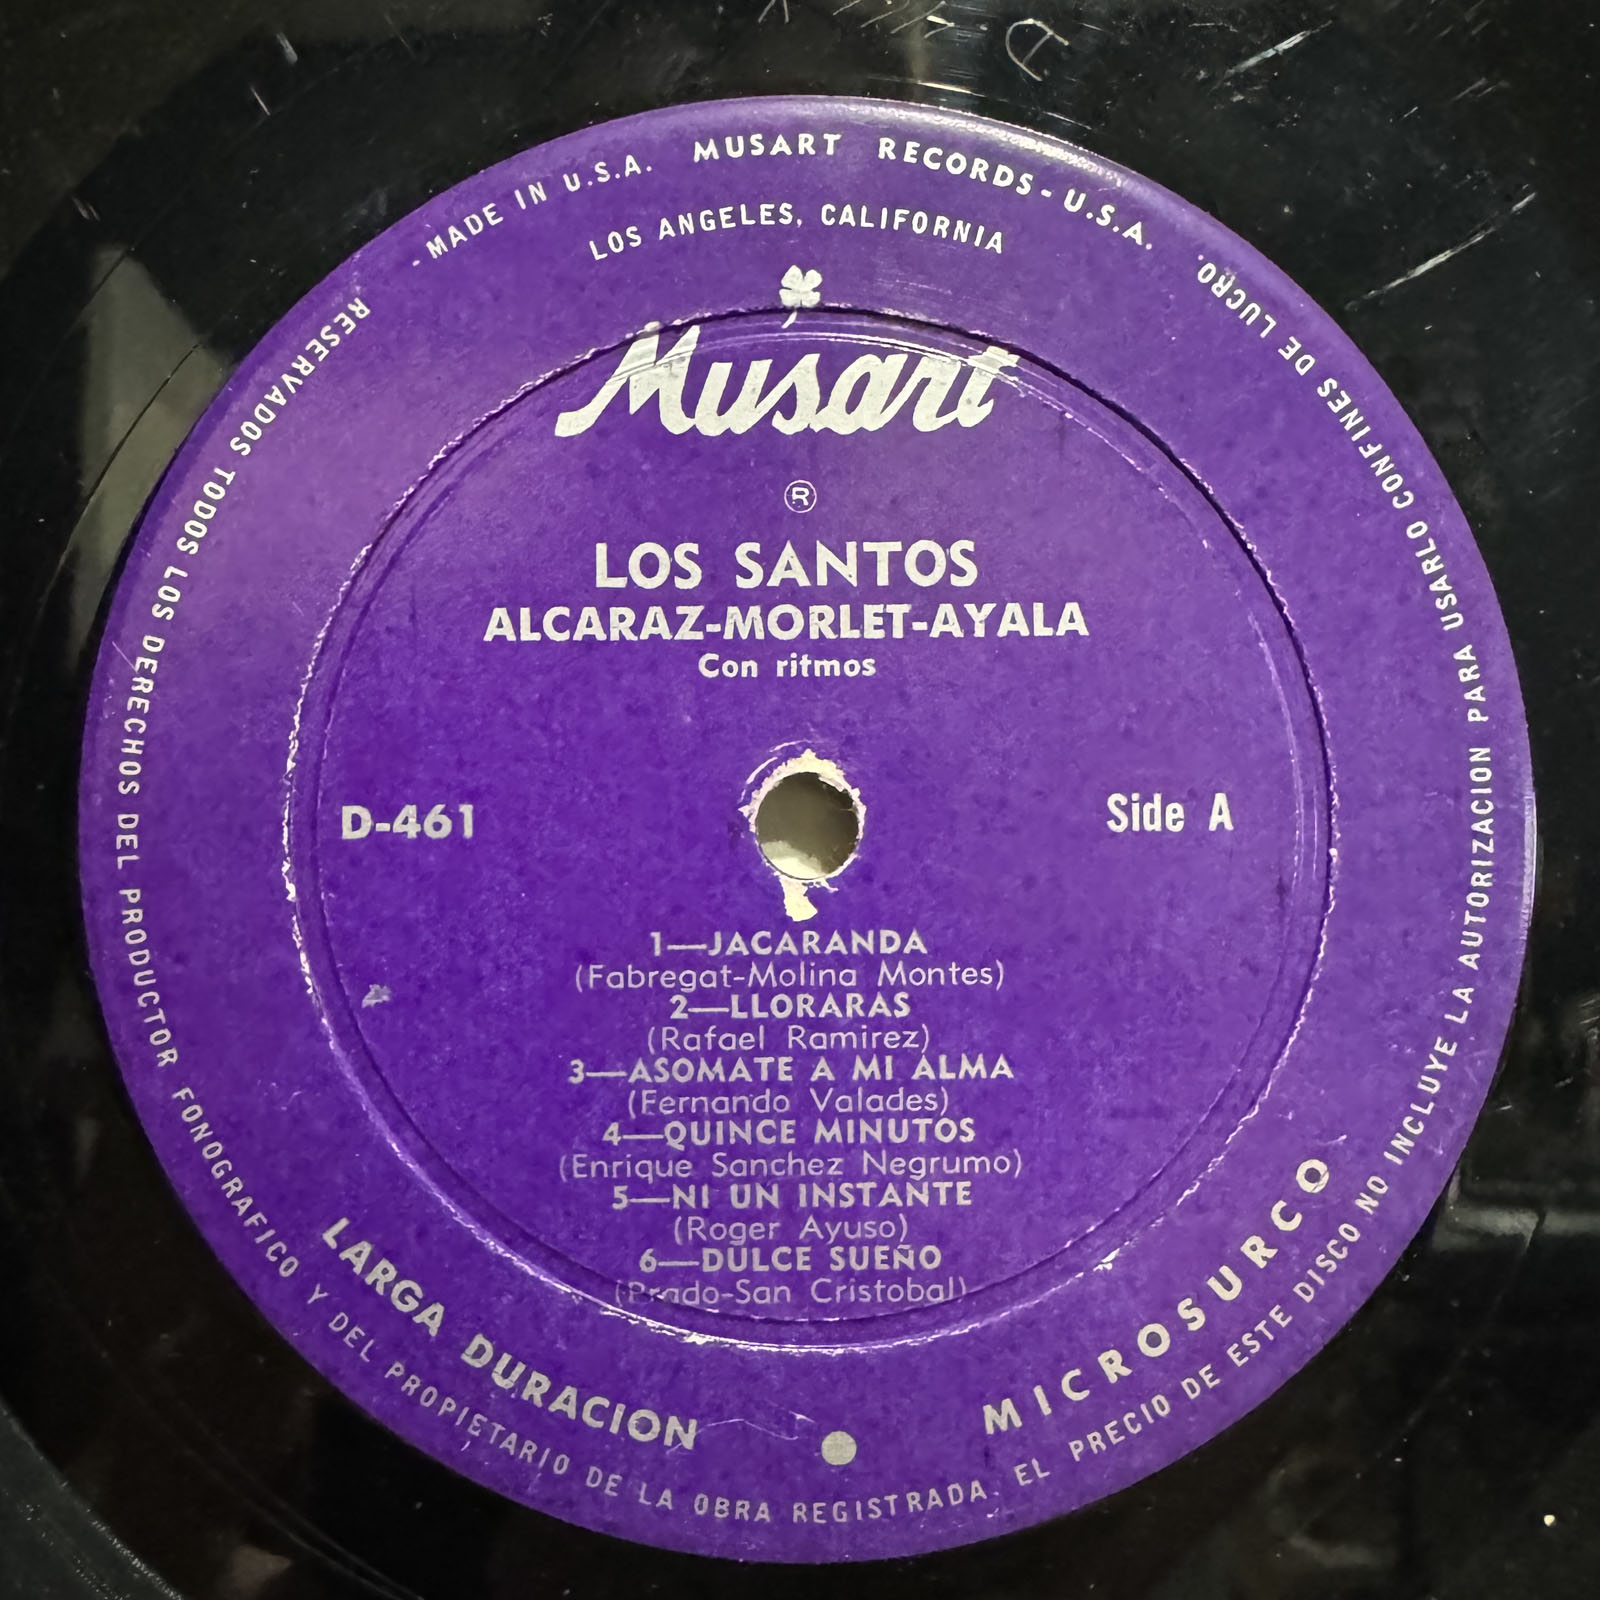 MADE IN U.S.A. MUSART RECORDS - U.S.A.
LOS ANGELES, CALIFORNIA
Musart
®
LOS SANTOS
ALCARAZ-MORLET-AYALA
Con ritmos
D-461
Side A
1—JACARANDA
(Fabregat-Molina Montes)
2—LLORARAS
(Rafael Ramirez)
3—ASOMATE A MI ALMA
(Fernando Valades)
4—QUINCE MINUTOS
(Enrique Sanchez Negrumo)
5—NI UN INSTANTE
(Roger Ayuso)
6—DULCE SUEÑO
(Prado-San Cristobal)
LARGA DURACION
MICROSURCO
RESERVADOS TODOS LOS DERECHOS DEL PRODUCTOR FONOGRAFICO Y DEL PROPIETARIO DE LA OBRA REGISTRADA. EL PRECIO DE ESTE DISCO NO INCLUYE LA AUTORIZACION PARA USARLO CONFINES DE LUCRO.